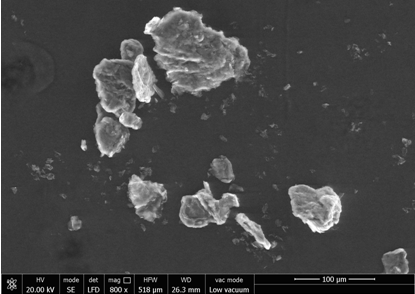 HV mode det mag □ HFW WD vac mode
20.00 kV SE LFD 800 x 518 µm 26.3 mm Low vacuum
100 µm